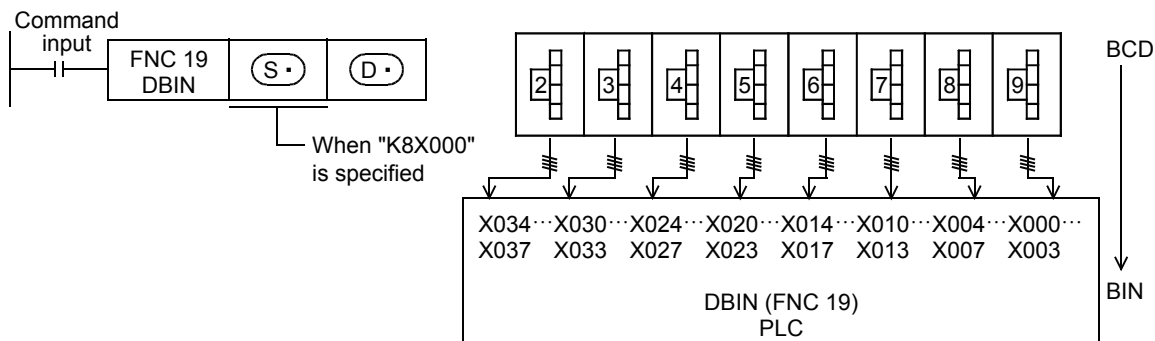 Command
input
FNC 19
DBIN
S·
D·
When "K8X000"
is specified
2 3 4 5 6 7 8 9
BCD
X034···X030···X024···X020···X014···X010···X004···X000···
X037 X033 X027 X023 X017 X013 X007 X003
BIN
DBIN (FNC 19)
PLC